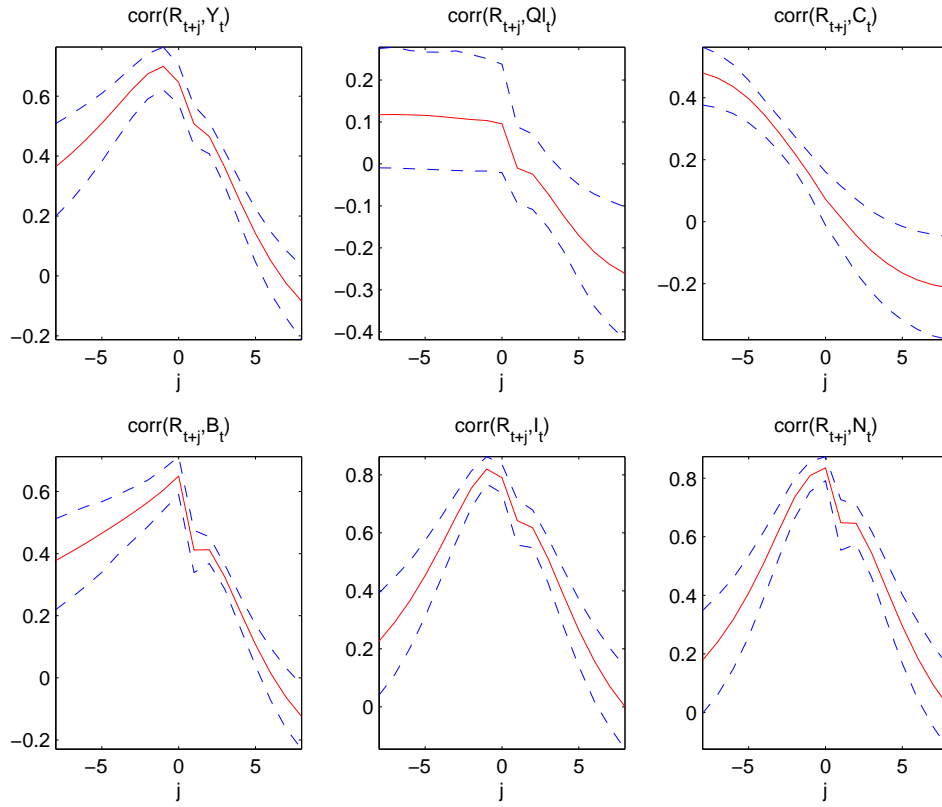 corr(R_{t+j},Y_t)
0.6
0.4
0.2
0
−0.2
−5 0 5
j
corr(R_{t+j},QI_t)
0.2
0.1
0
−0.1
−0.2
−0.3
−0.4
−5 0 5
j
corr(R_{t+j},C_t)
0.4
0.2
0
−0.2
−5 0 5
j
corr(R_{t+j},B_t)
0.6
0.4
0.2
0
−0.2
−5 0 5
j
corr(R_{t+j},I_t)
0.8
0.6
0.4
0.2
0
−5 0 5
j
corr(R_{t+j},N_t)
0.8
0.6
0.4
0.2
0
−5 0 5
j